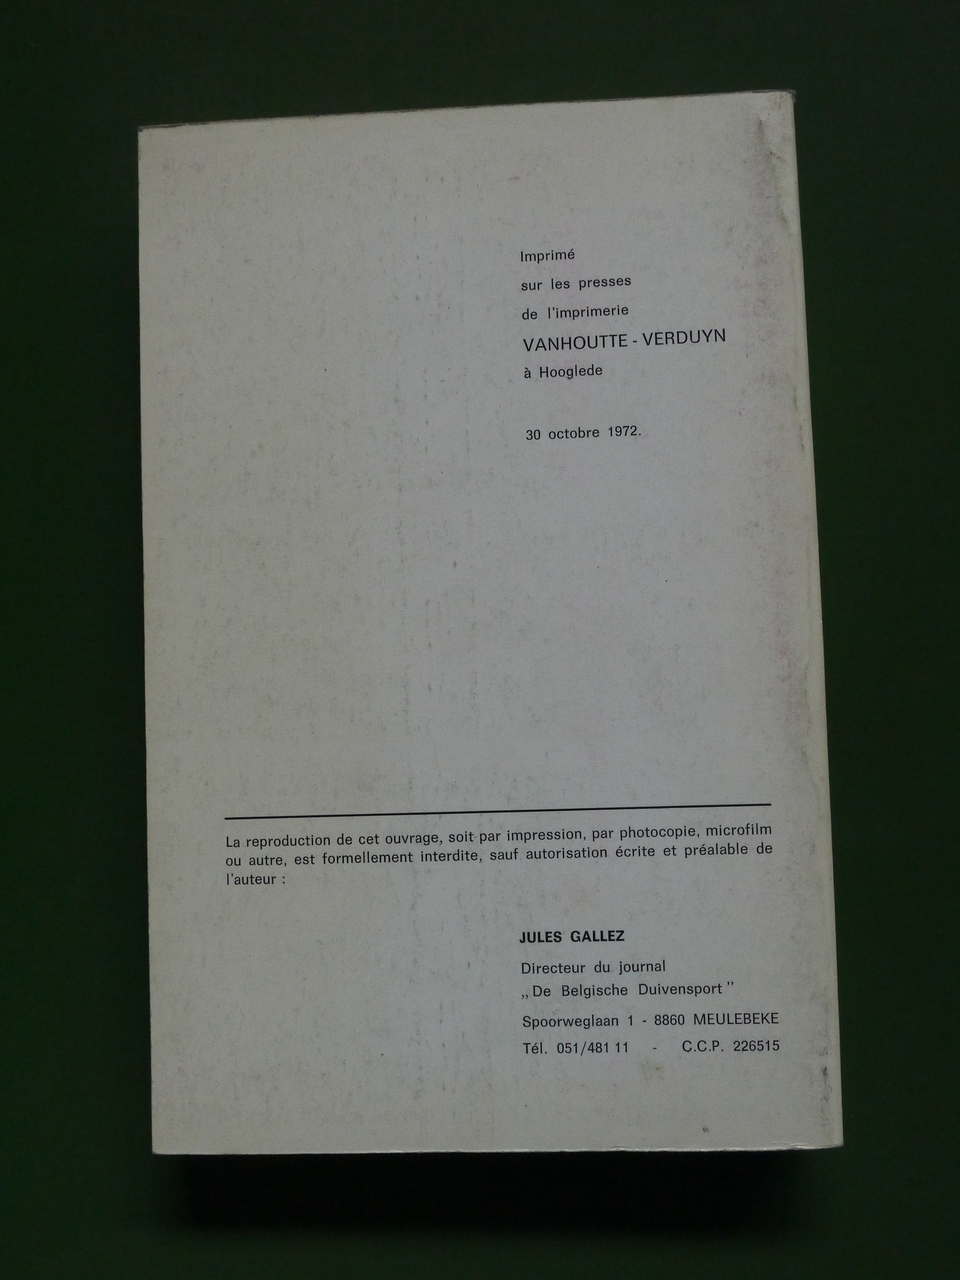 Imprimé
sur les presses
de l'imprimerie
VANHOUTTE - VERDUYN
à Hooglede
30 octobre 1972.
La reproduction de cet ouvrage, soit par impression, par photocopie, microfilm
ou autre, est formellement interdite, sauf autorisation écrite et préalable de
l'auteur :
JULES GALLEZ
Directeur du journal
„De Belgische Duivensport"
Spoorweglaan 1 - 8860 MEULEBEKE
Tél. 051/481 11 - C.C.P. 226515